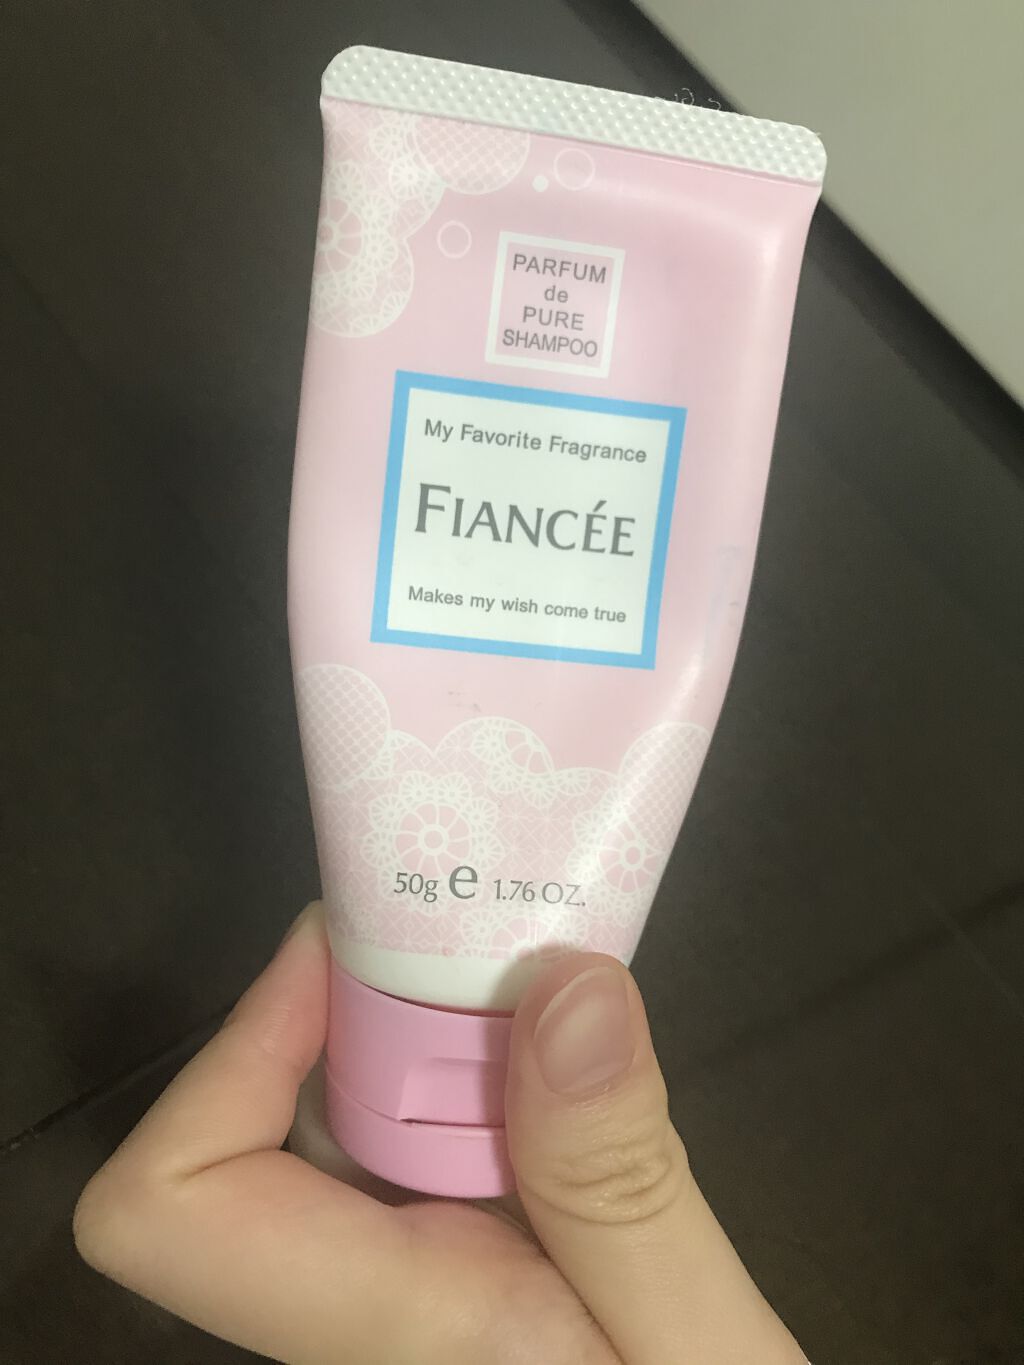 PARFUM
de
PURE
SHAMPOO
My Favorite Fragrance
FIANCÉE
Makes my wish come true
50g e 1.76 OZ.